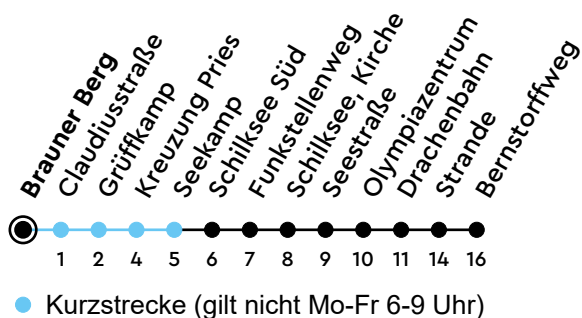 Brauner Berg
Claudiusstraße
Grüffkamp
Kreuzung Pries
Seekamp
Schilksee Süd
Funkstellenweg
Schilksee, Kirche
Seestraße
Olympiazentrum
Drachenbahn
Strande
Bernstorffweg
1 2 4 5 6 7 8 9 10 11 14 16
Kurzstrecke (gilt nicht Mo-Fr 6-9 Uhr)